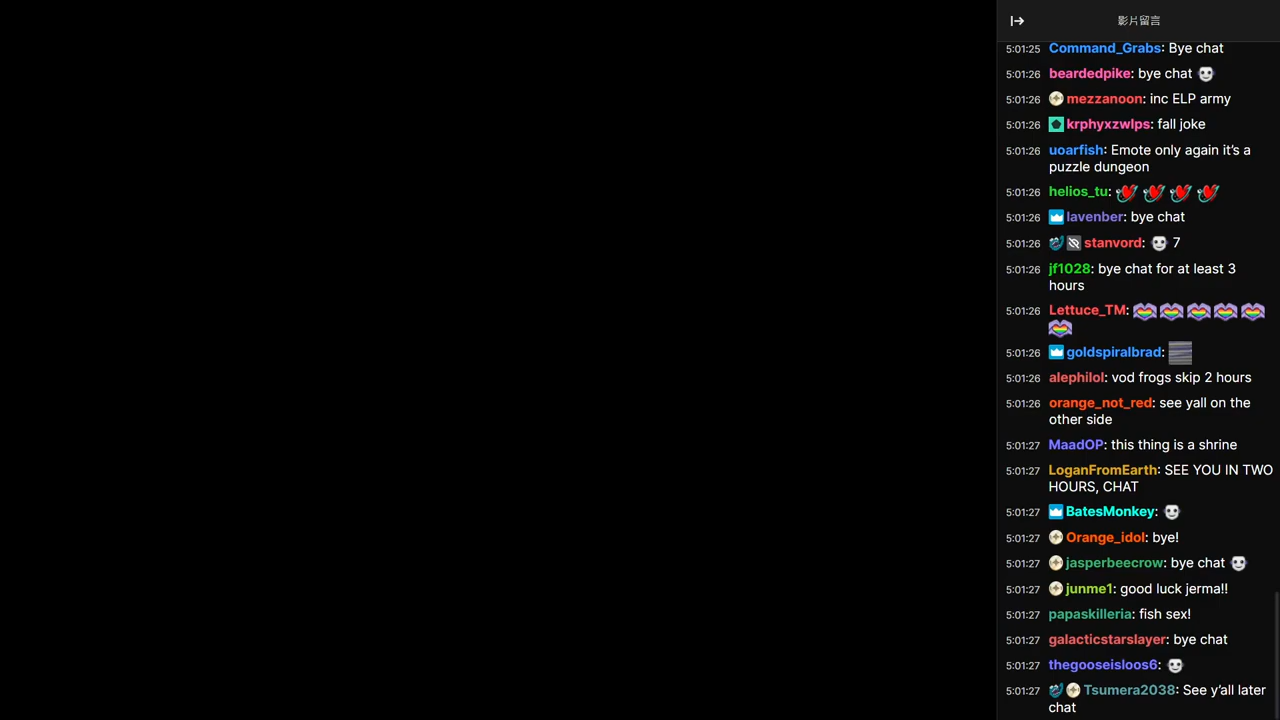 影片留言
5:01:25 Command_Grabs: Bye chat
5:01:26 beardedpike: bye chat
5:01:26 mezzanoon: inc ELP army
5:01:26 krphyxzwlps: fall joke
5:01:26 uoarfish: Emote only again it’s a
puzzle dungeon
5:01:26 helios_tu:
5:01:26 lavenber: bye chat
5:01:26 stanvord: 7
5:01:26 jf1028: bye chat for at least 3
hours
5:01:26 Lettuce_TM:
5:01:26 goldspiralbrad:
5:01:26 alephilol: vod frogs skip 2 hours
5:01:26 orange_not_red: see yall on the
other side
5:01:27 MaadOP: this thing is a shrine
5:01:27 LoganFromEarth: SEE YOU IN TWO
HOURS, CHAT
5:01:27 BatesMonkey:
5:01:27 Orange_idol: bye!
5:01:27 jasperbeecrow: bye chat
5:01:27 junme1: good luck jerma!!
5:01:27 papaskilleria: fish sex!
5:01:27 galacticstarslayer: bye chat
5:01:27 thegooseisloos6:
5:01:27 Tsumera2038: See y’all later
chat